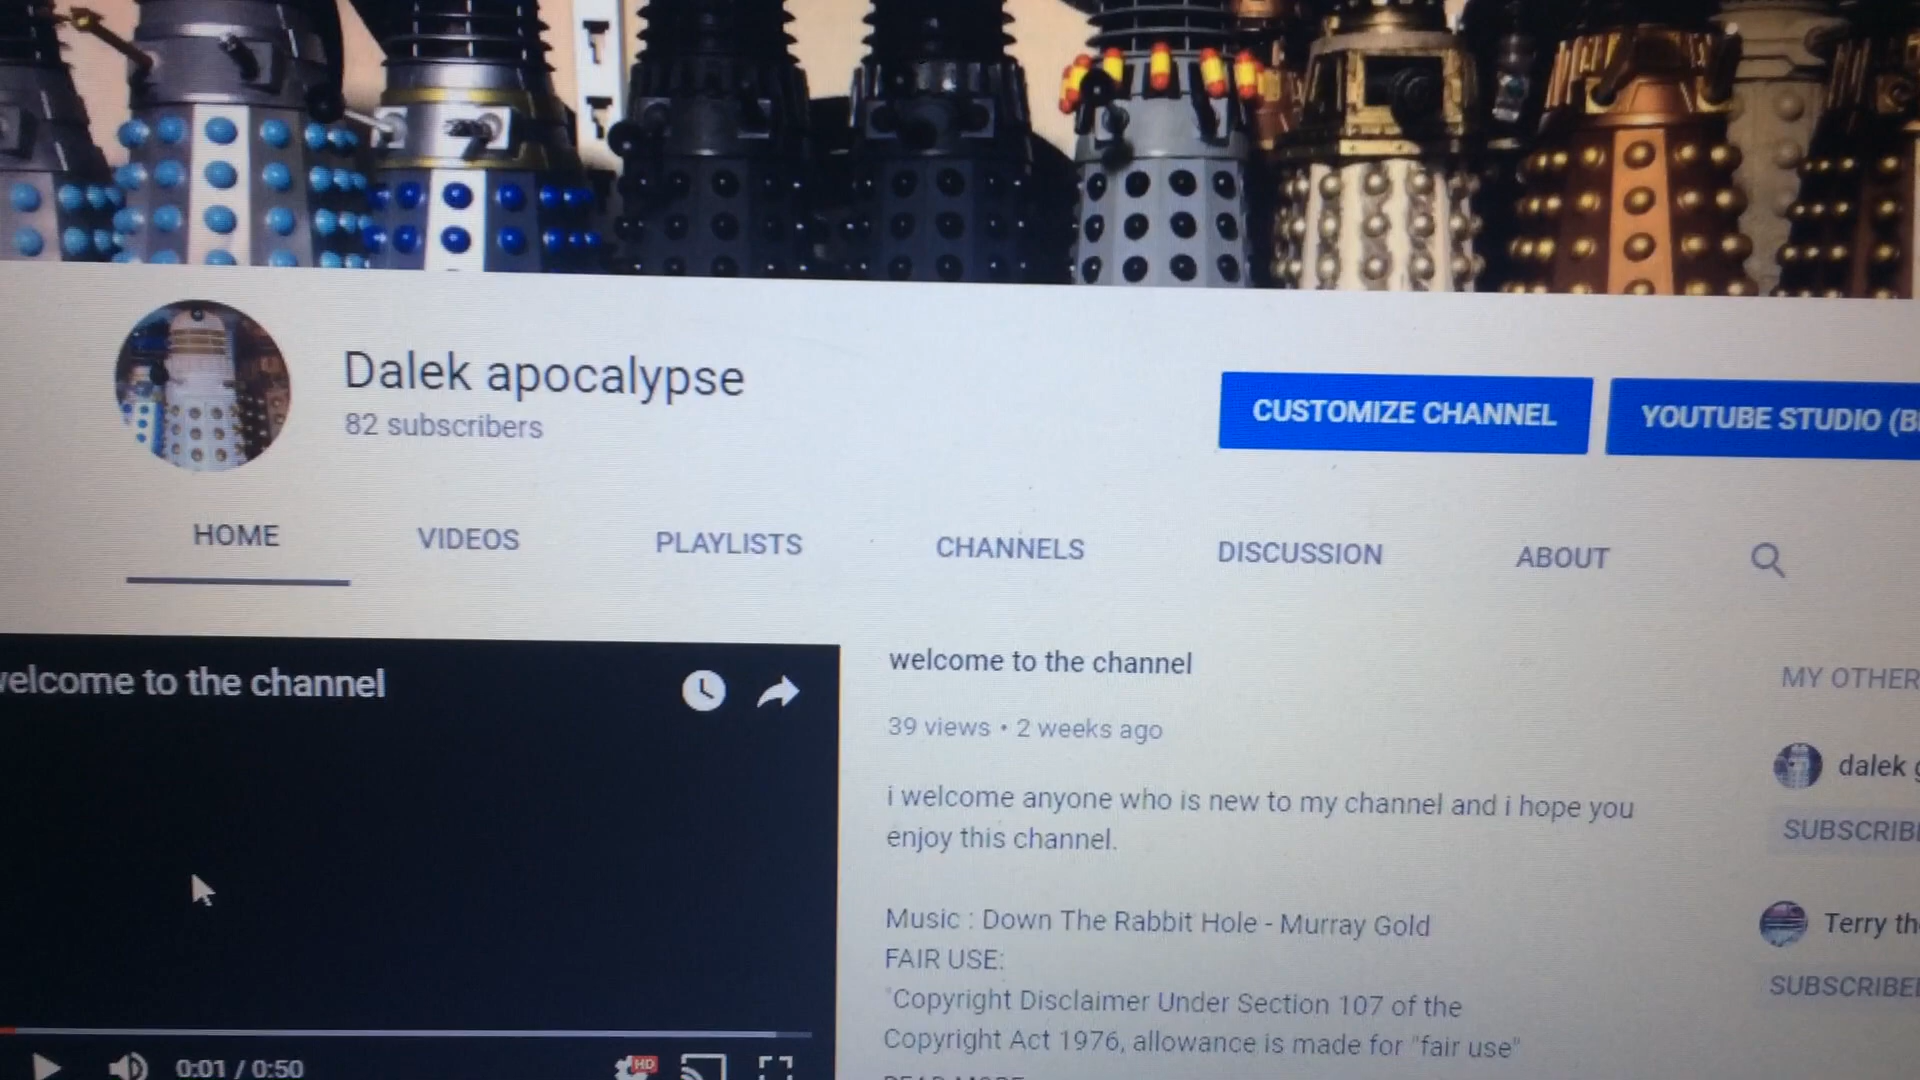 Dalek apocalypse
82 subscribers
CUSTOMIZE CHANNEL
YOUTUBE STUDIO
HOME
VIDEOS
PLAYLISTS
CHANNELS
DISCUSSION
ABOUT
welcome to the channel
welcome to the channel
39 views • 2 weeks ago
i welcome anyone who is new to my channel and i hope you
enjoy this channel.
Music : Down The Rabbit Hole - Murray Gold
FAIR USE:
"Copyright Disclaimer Under Section 107 of the
Copyright Act 1976, allowance is made for "fair use"
MY OTHER
dalek
Terry
0:01 / 0:50
HD